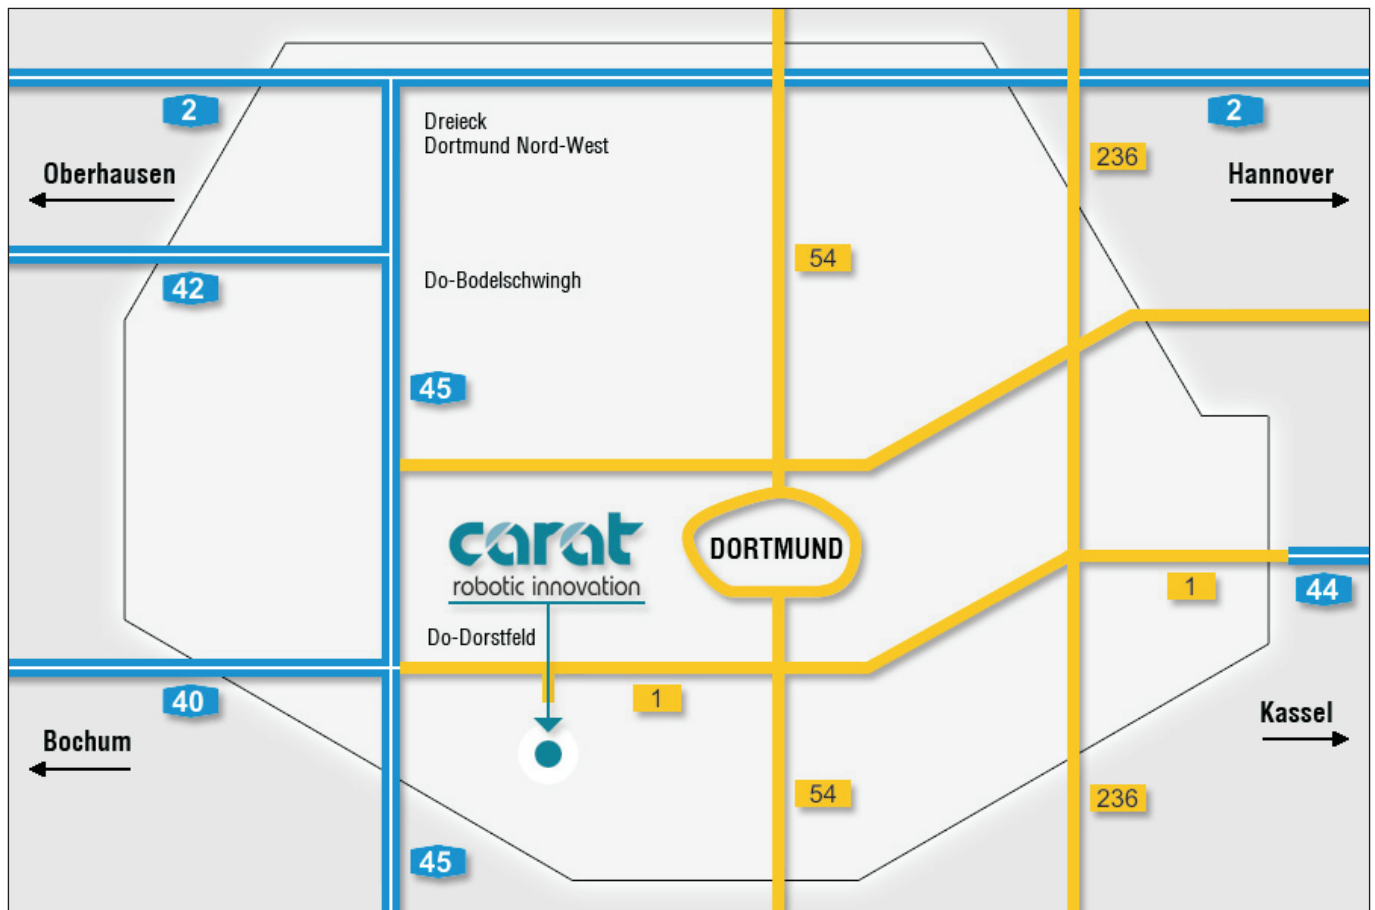 2
2
Dreieck
Dortmund Nord-West
236
Oberhausen
Hannover
54
Do-Bodelschwingh
42
45
carat
robotic innovation
DORTMUND
1
44
Do-Dorstfeld
40
1
Kassel
Bochum
54
236
45